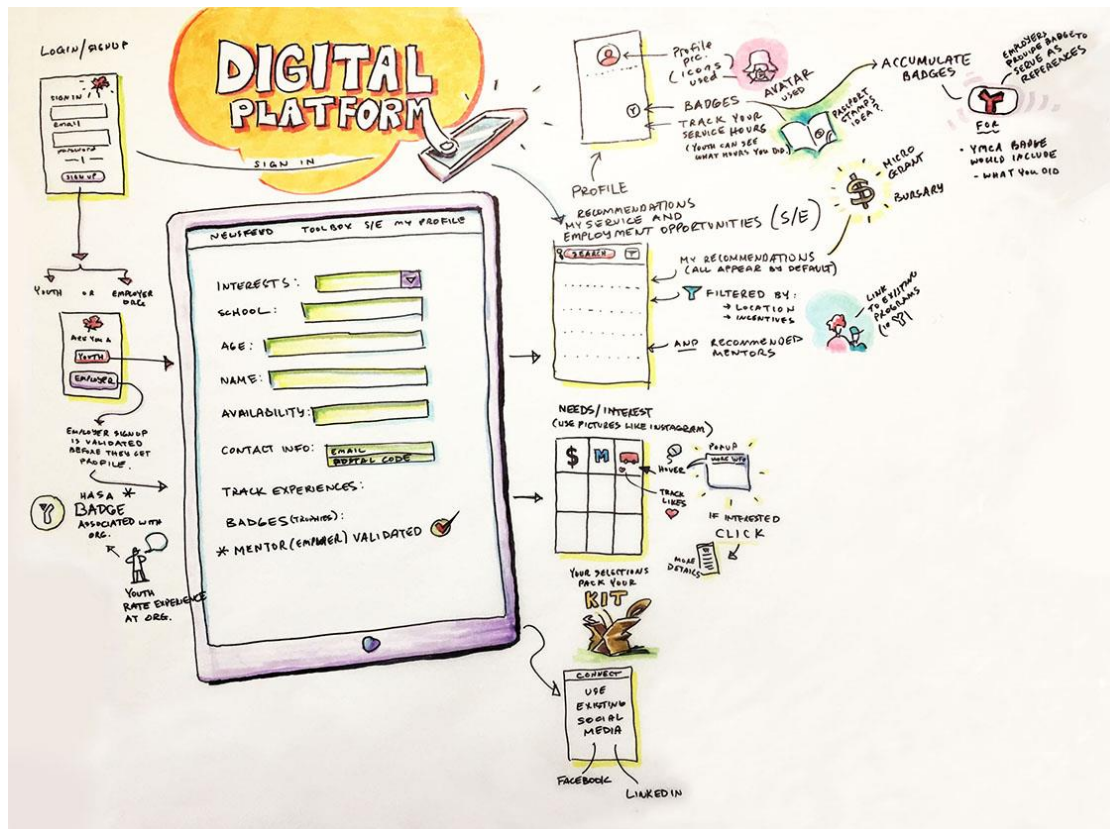 LOGIN/SIGNUP
SIGN IN
email
password
SIGN UP
DIGITAL
PLATFORM
SIGN IN
YOUTH OR EMPLOYER
ORG
ARE YOU A
YOUTH
EMPLOYER
EMPLOYER SIGNUP
IS VALIDATED
BEFORE THEY GET
PROFILE.
HAS A *
BADGE
ASSOCIATED WITH
ORG.
YOUTH
RATE EXPERIENCE
AT ORG.
NEWSFEED TOOLBOX S/E MY PROFILE
INTERESTS:
SCHOOL:
AGE:
NAME:
AVAILABILITY:
CONTACT INFO:
EMAIL
POSTAL CODE
TRACK EXPERIENCES:
BADGES (TROPHIES):
* MENTOR (EMPLOYER) VALIDATED
Profile
pic.
(icons)
used
AVATAR
USED
BADGES
TRACK YOUR
SERVICE HOURS
(YOUTH CAN SEE
WHAT HOURS YOU DID.)
PROFILE
PASSPORT
STAMPS
IDEA?
ACCUMULATE
BADGES
EMPLOYERS
PROVIDE BADGE TO
SERVE AS
REFERENCES
Y
FOR
• YMCA BADGE
WOULD INCLUDE
- WHAT YOU DID
MICRO
GRANT
$
BURSARY
RECOMMENDATIONS
MY SERVICE AND
EMPLOYMENT OPPORTUNITIES (S/E)
SEARCH
MY RECOMMENDATIONS
(ALL APPEAR BY DEFAULT)
FILTERED BY:
→ LOCATION
→ INCENTIVES
AND RECOMMENDED
MENTORS
LINK
TO EXISTING
PROGRAMS
NEEDS/INTEREST
(USE PICTURES LIKE INSTAGRAM)
$ M
HOVER
TRACK
LIKES
POPUP
MORE INFO
IF INTERESTED
CLICK
MORE
DETAILS
YOUR SELECTIONS
PACK YOUR
KIT
CONNECT
USE
EXISTING
SOCIAL
MEDIA
FACEBOOK
LINKEDIN